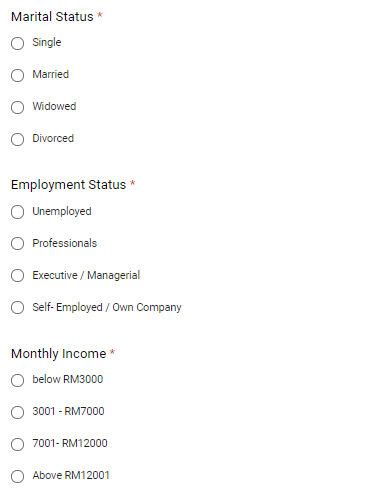 Marital Status *
Single
Married
Widowed
Divorced
Employment Status *
Unemployed
Professionals
Executive / Managerial
Self- Employed / Own Company
Monthly Income *
below RM3000
3001 - RM7000
7001- RM12000
Above RM12001